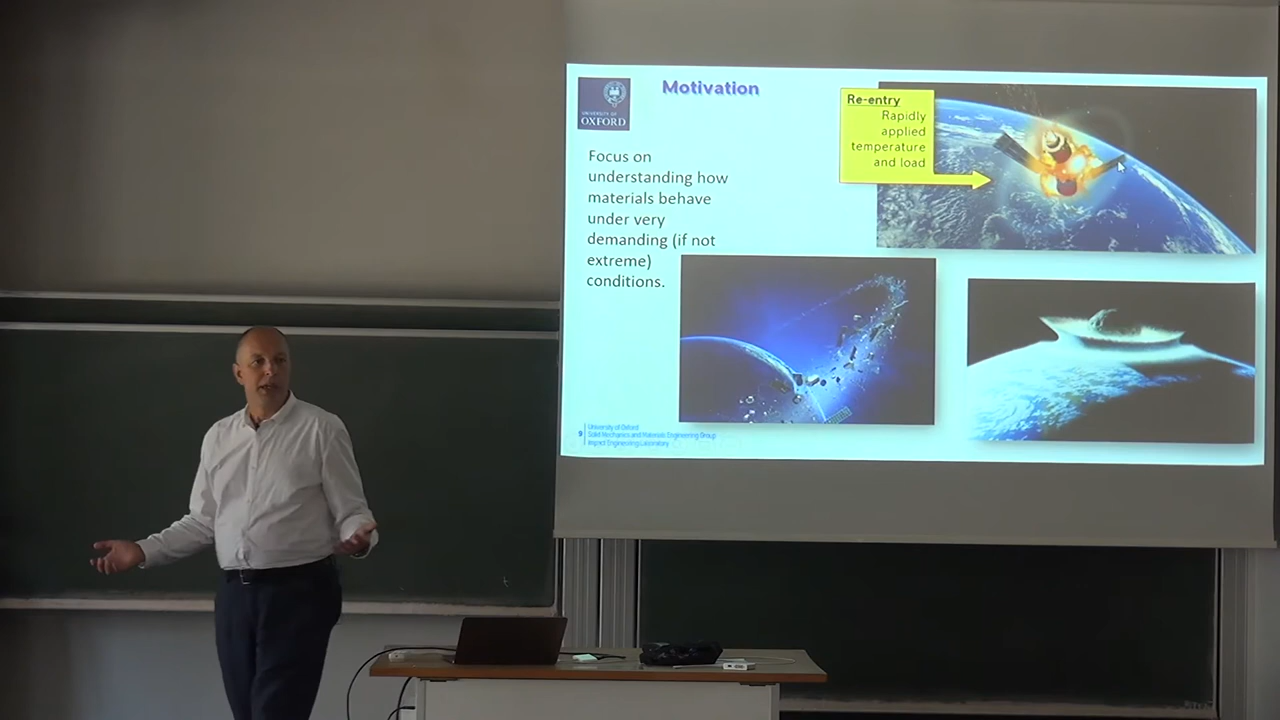 Motivation
UNIVERSITY OF
OXFORD
Re-entry
Rapidly
applied
temperature
and load
Focus on
understanding how
materials behave
under very
demanding (if not
extreme)
conditions.
9
University of Oxford
Solid Mechanics and Materials Engineering Group
Impact Engineering Laboratory